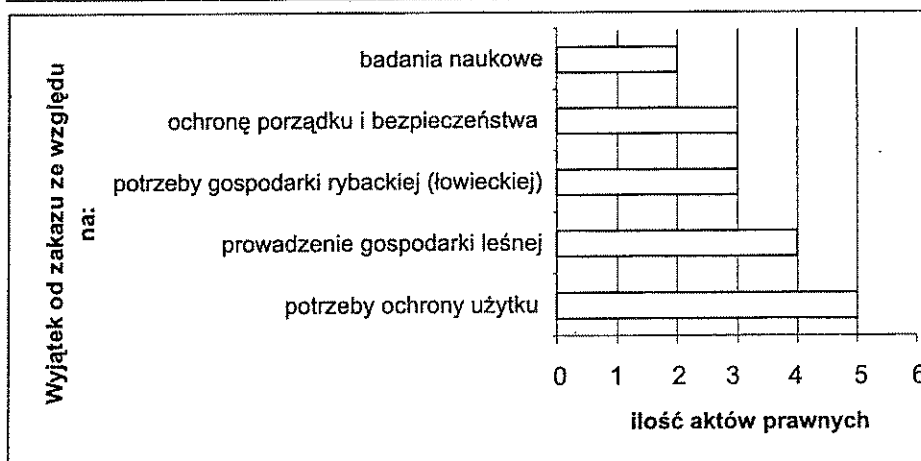 Wyjątek od zakazu ze względu
na:
badania naukowe
ochronę porządku i bezpieczeństwa
potrzeby gospodarki rybackiej (łowieckiej)
prowadzenie gospodarki leśnej
potrzeby ochrony użytku
0 1 2 3 4 5 6
ilość aktów prawnych